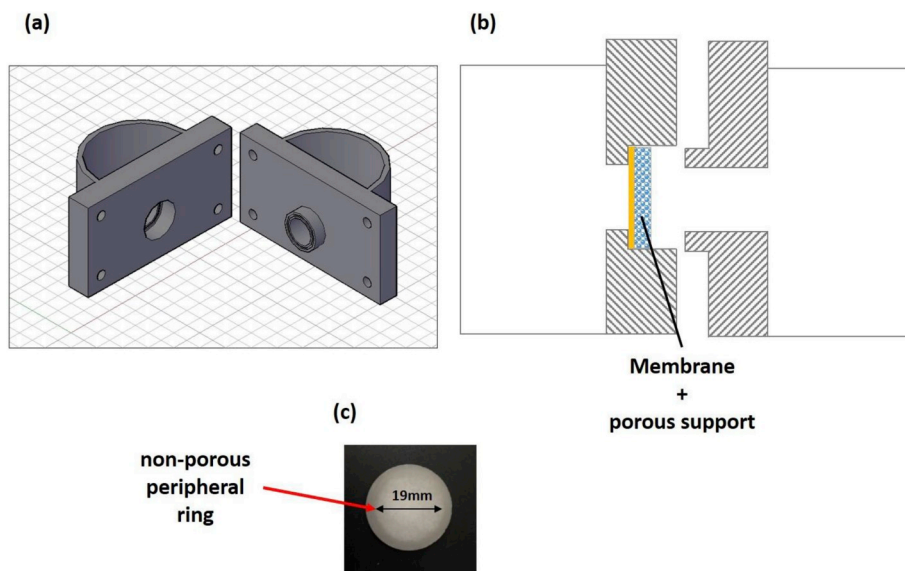 (a)
(b)
Membrane
+
porous support
(c)
non-porous
peripheral
ring
19mm